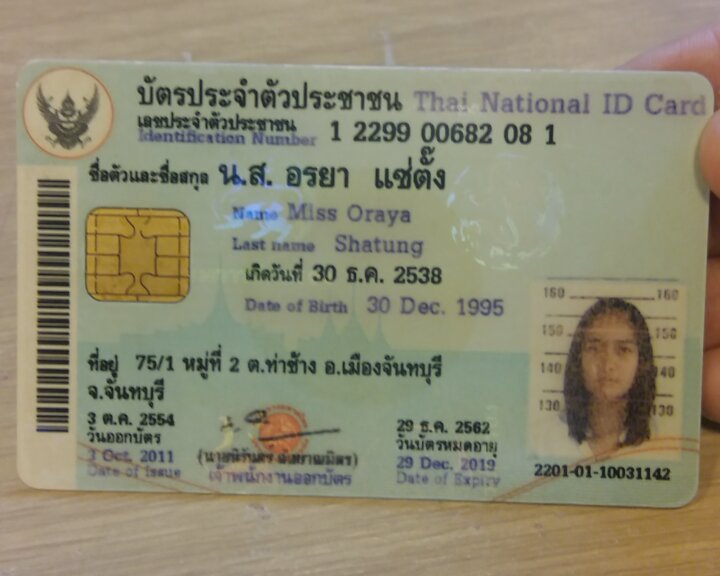 บัตรประจำตัวประชาชน Thai National ID Card
เลขประจำตัวประชาชน
Identification Number 1 2299 00682 08 1
ชื่อตัวและชื่อสกุล น.ส. อรยา แซ่ตั๊ง
Name Miss Oraya
Last name Shatung
เกิดวันที่ 30 ธ.ค. 2538
Date of Birth 30 Dec. 1995
160 160
150 150
140 140
130 130
ที่อยู่ 75/1 หมู่ที่ 2 ต.ท่าช้าง อ.เมืองจันทบุรี
จ.จันทบุรี
3 ต.ค. 2554
วันออกบัตร
3 Oct. 2011
Date of Issue
เจ้าพนักงานออกบัตร
29 ธ.ค. 2562
วันบัตรหมดอายุ
29 Dec. 2019
Date of Expiry
2201-01-10031142